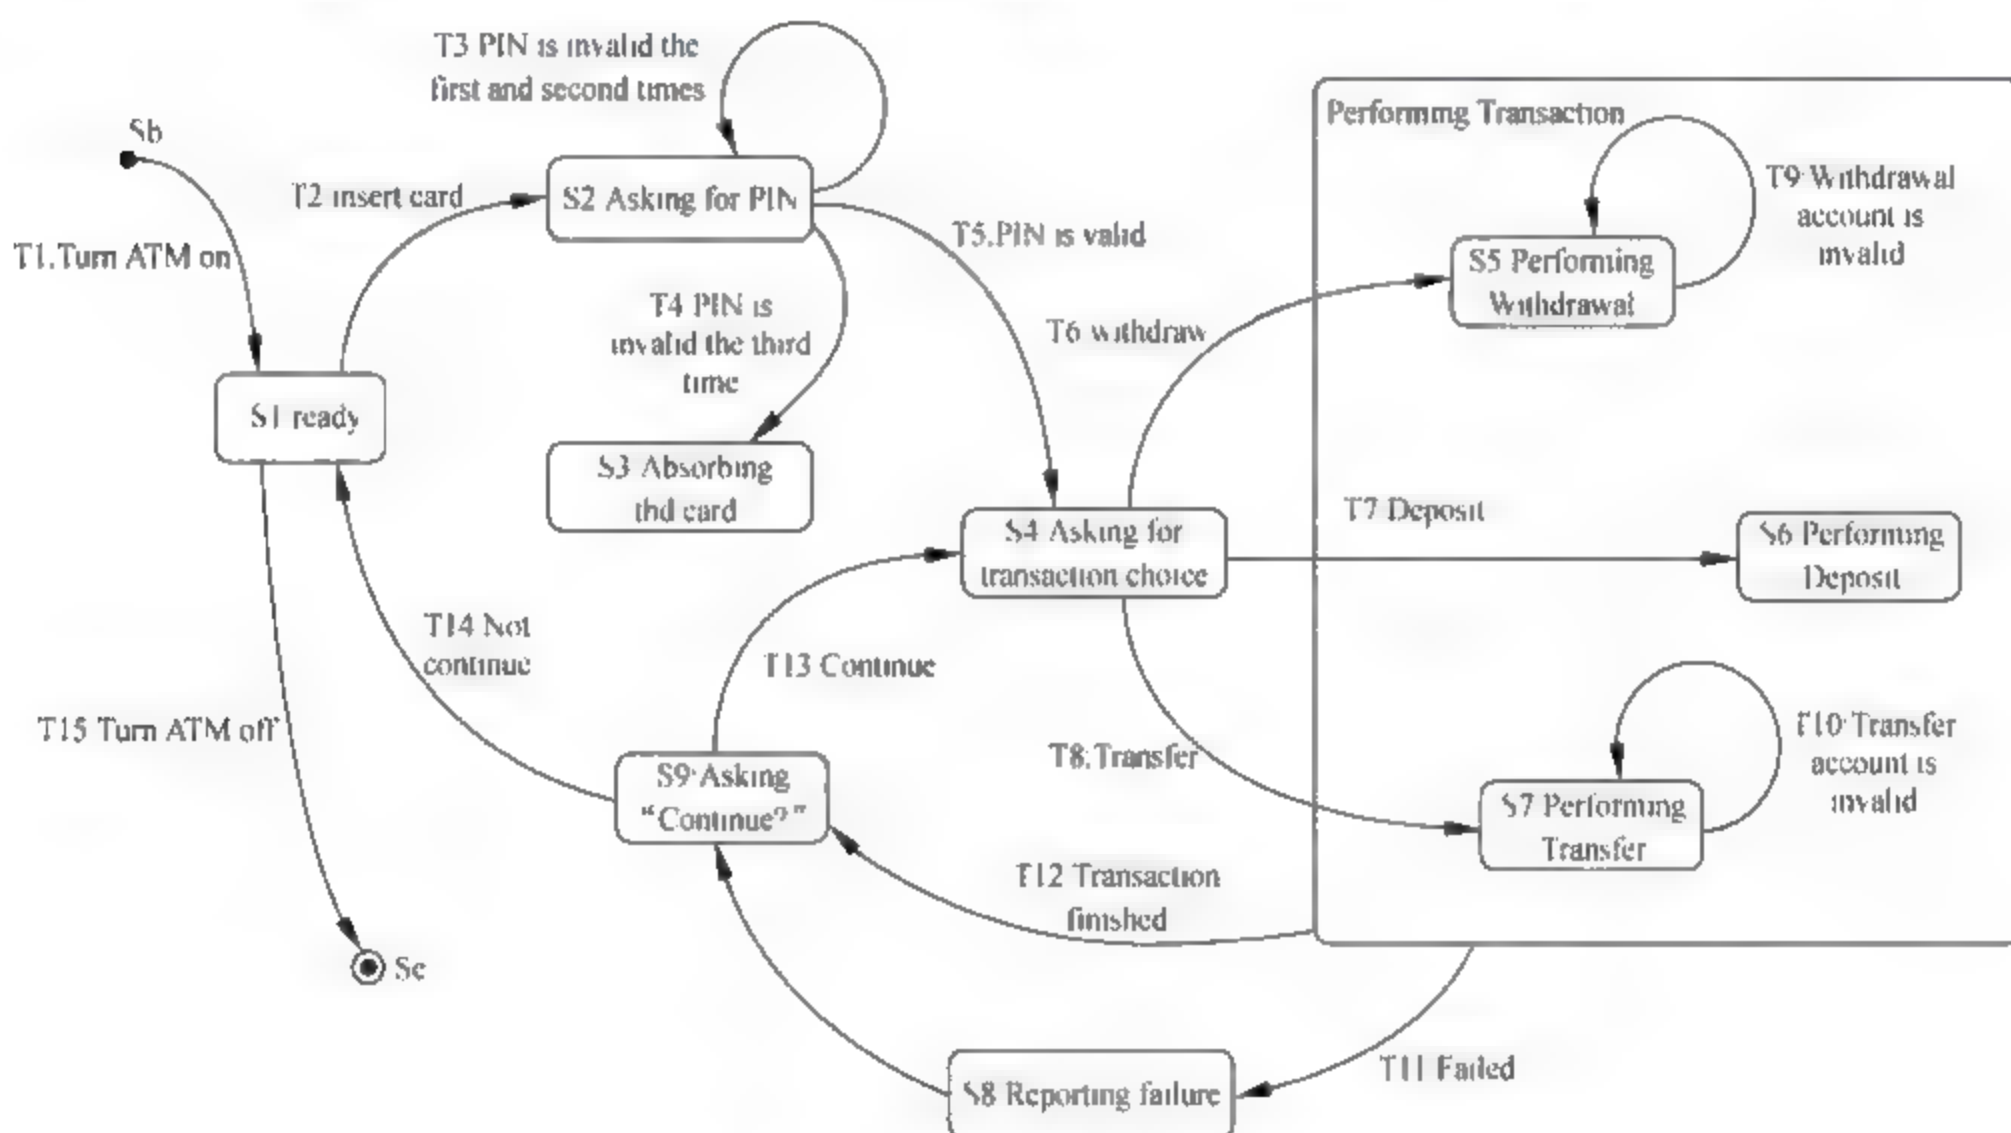 T3 PIN is invalid the
first and second times
Sb
T2 insert card
S2 Asking for PIN
T1.Turn ATM on
T5.PIN is valid
Performing Transaction
T9 Withdrawal
account is
invalid
S5 Performing
Withdrawal
T4 PIN is
invalid the third
time
T6 withdraw
S1 ready
S3 Absorbing
thd card
S4 Asking for
transaction choice
T7 Deposit
S6 Performing
Deposit
T14 Not
continue
T13 Continue
T15 Turn ATM off
S9 Asking
“Continue?”
T8.Transfer
T10 Transfer
account is
invalid
S7 Performing
Transfer
T12 Transaction
finished
Se
S8 Reporting failure
T11 Failed